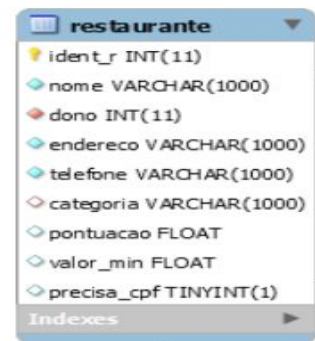 restaurante
ident_r INT(11)
nome VARCHAR(1000)
dono INT(11)
endereco VARCHAR(1000)
telefone VARCHAR(1000)
categoria VARCHAR(1000)
pontuacao FLOAT
valor_min FLOAT
precisa_cpf TINYINT(1)
Indexes